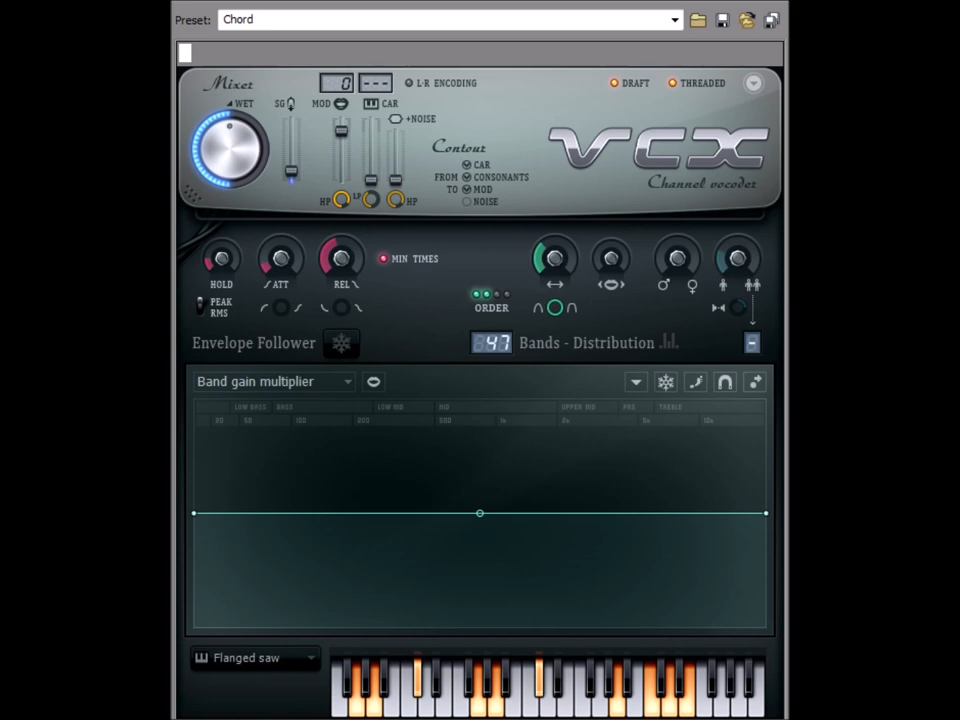 Preset: Chord
Mixer
0 ---
L-R ENCODING
DRAFT
THREADED
WET
SG
MOD
CAR
+NOISE
Contour
CAR
FROM CONSONANTS
TO MOD
NOISE
HP LP HP
VCX
Channel vocoder
HOLD
ATT
REL
MIN TIMES
PEAK
RMS
ORDER
Envelope Follower
47 Bands - Distribution
-
Band gain multiplier
LOW BASS BASS LOW MID MID UPPER MID PRS TREBLE
20 50 100 200 500 1k 2k 5k 10k
Flanged saw